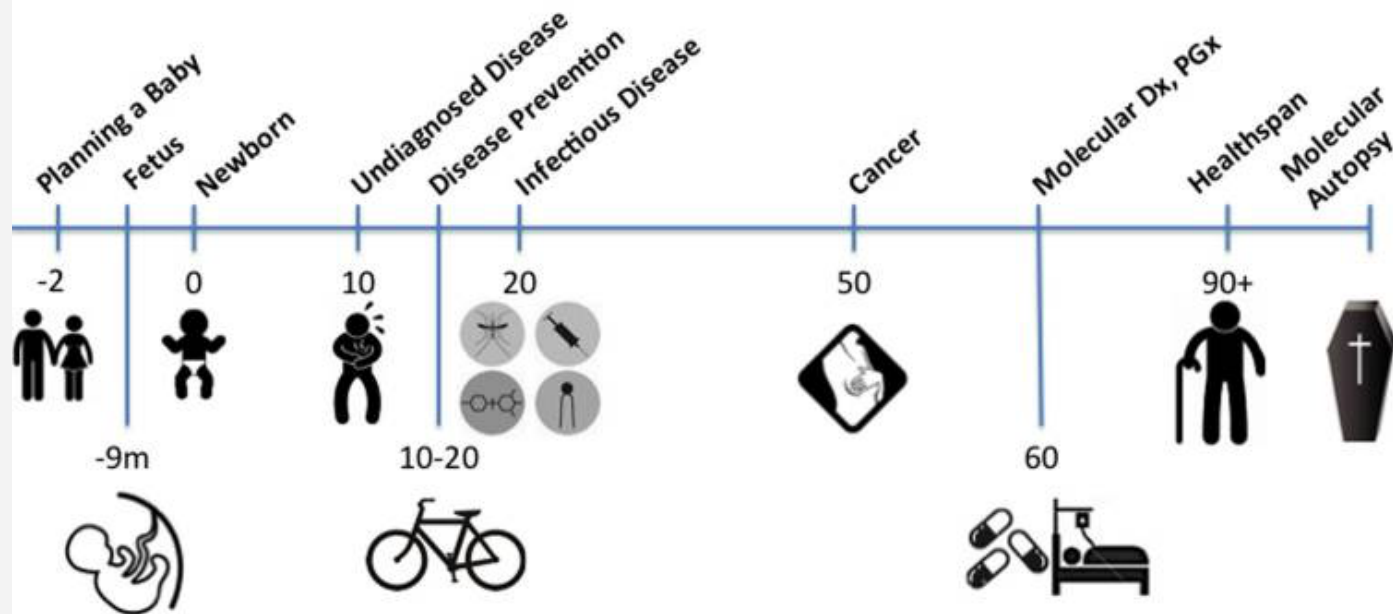 Planning a Baby
Fetus
Newborn
Undiagnosed Disease
Disease Prevention
Infectious Disease
Cancer
Molecular Dx, PGx
Healthspan
Molecular
Autopsy
-2
0
10
20
50
90+
-9m
10-20
60